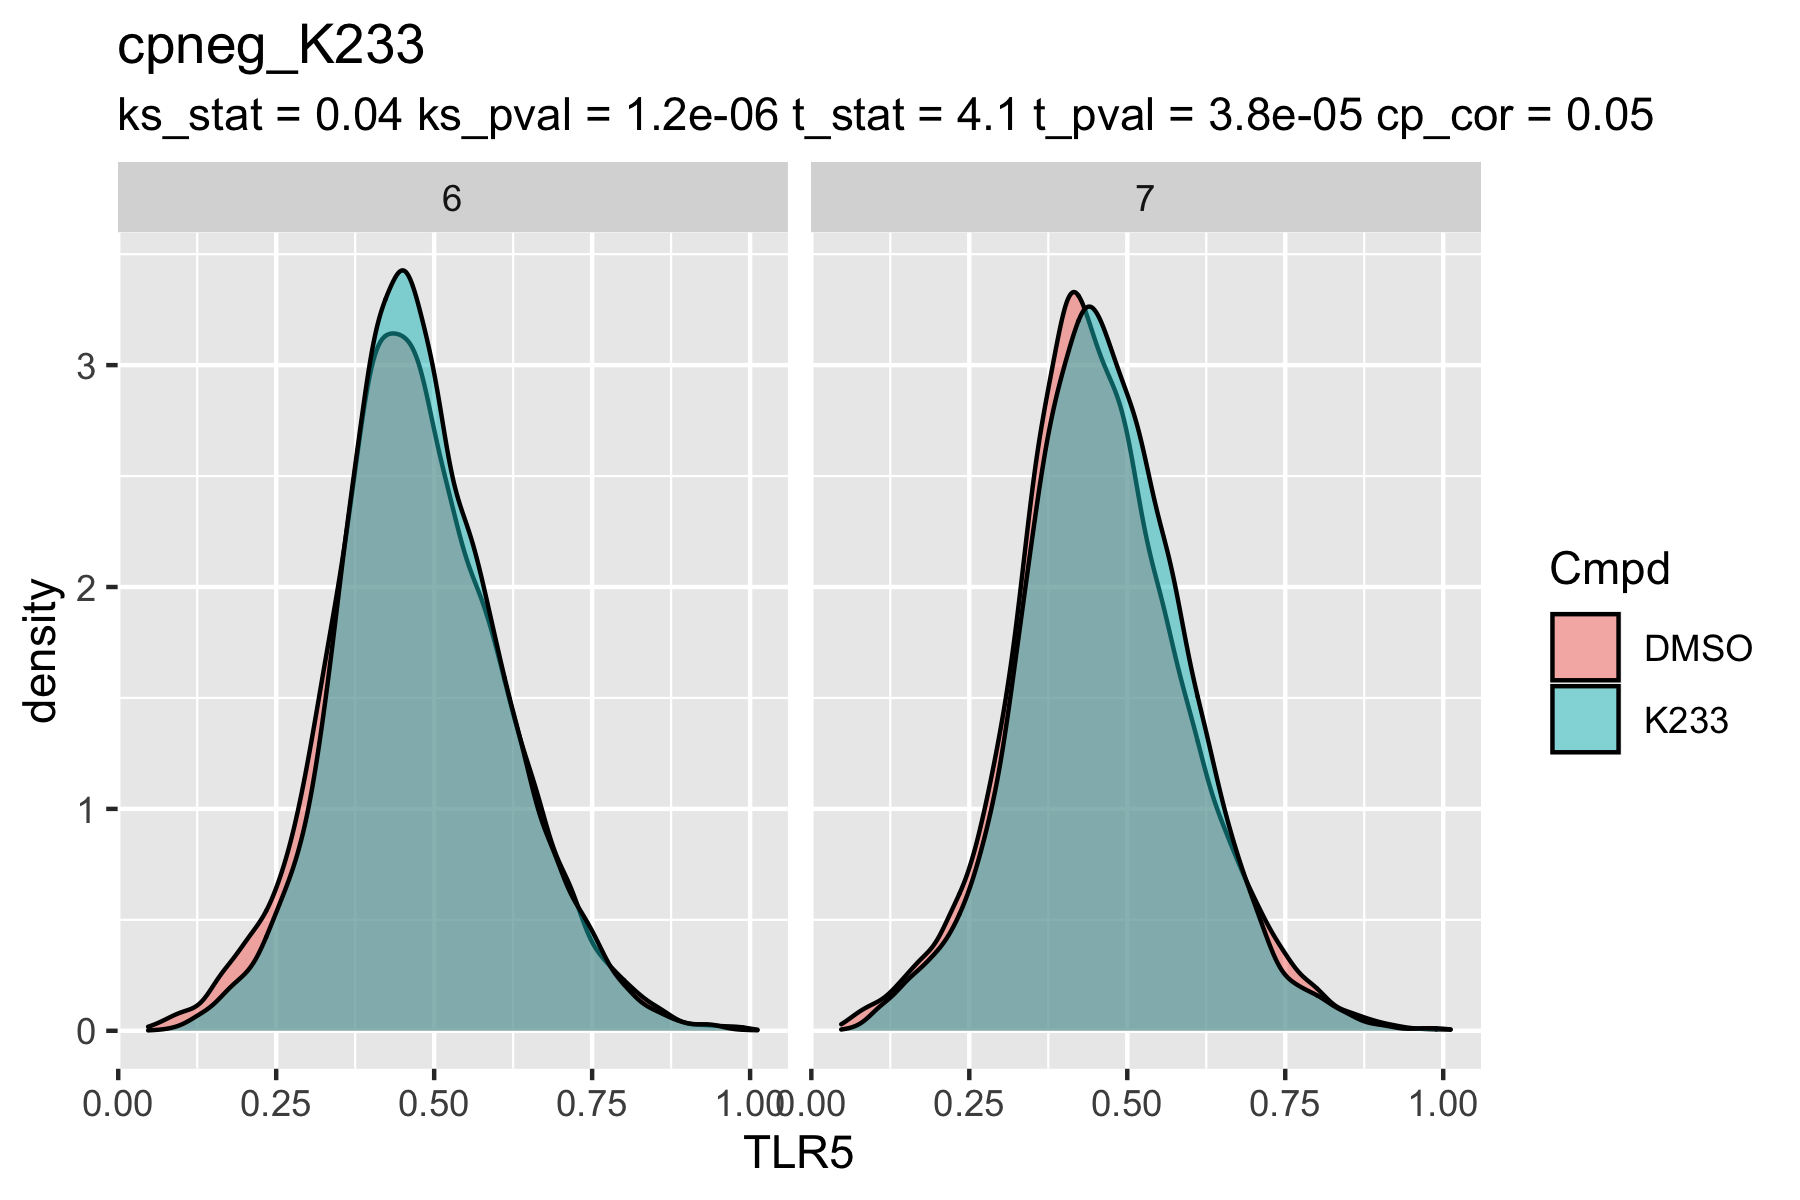 cpneg_K233
ks_stat = 0.04 ks_pval = 1.2e-06 t_stat = 4.1 t_pval = 3.8e-05 cp_cor = 0.05
6 7
density
3
2
1
0
0.00 0.25 0.50 0.75 1.00 0.00 0.25 0.50 0.75 1.00
TLR5
Cmpd
DMSO
K233